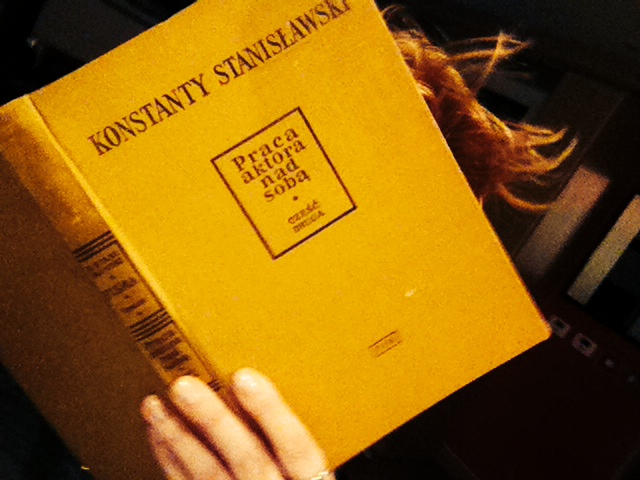 KONSTANTY STANISŁAWSKI
Praca
aktora
nad
sobą
CZĘŚĆ
DRUGA